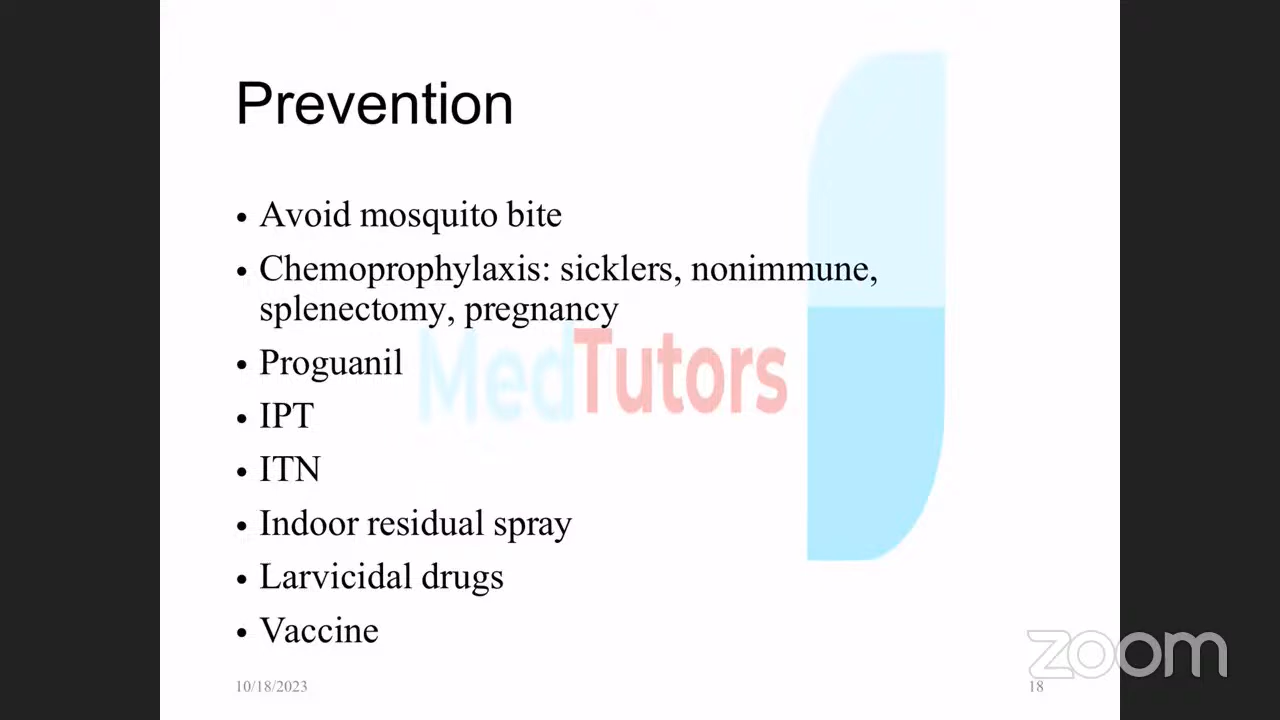 Prevention
• Avoid mosquito bite
• Chemoprophylaxis: sicklers, nonimmune,
splenectomy, pregnancy
• Proguanil
MedTutors
• IPT
• ITN
• Indoor residual spray
• Larvicidal drugs
• Vaccine
zoom
10/18/2023
18